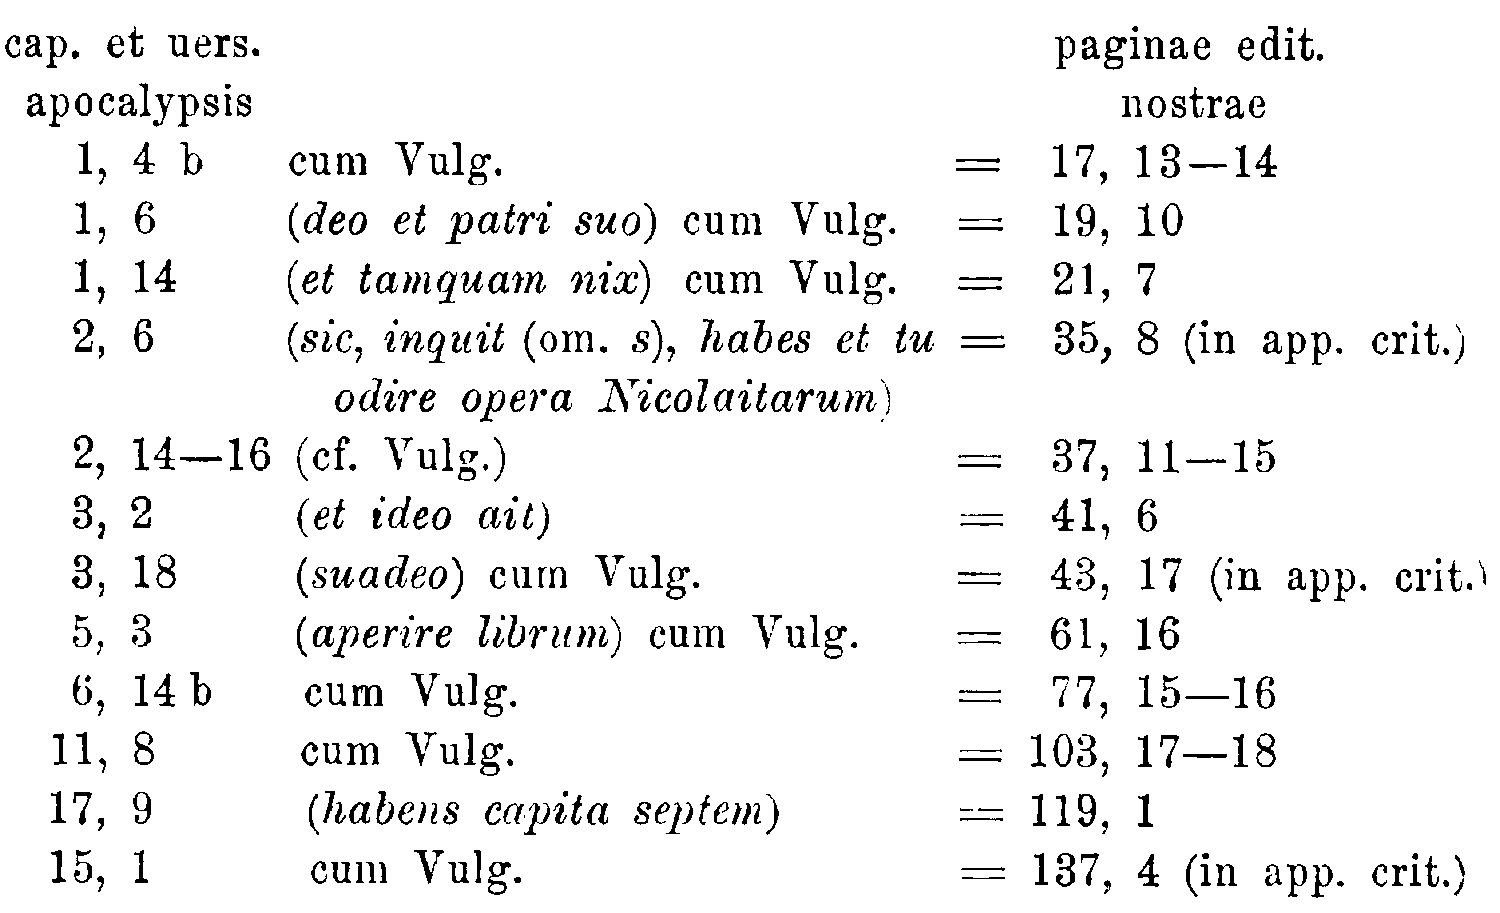 cap. et uers. paginae edit.
apocalypsis nostrae
1, 4 b cum Vulg. = 17, 13—14
1, 6 (deo et patri suo) cum Vulg. = 19, 10
1, 14 (et tamquam nix) cum Vulg. = 21, 7
2, 6 (sic, inquit (om. s), habes et tu = 35, 8 (in app. crit.)
odire opera Nicolaitarum)
2, 14—16 (cf. Vulg.) = 37, 11—15
3, 2 (et ideo ait) = 41, 6
3, 18 (suadeo) cum Vulg. = 43, 17 (in app. crit.)
5, 3 (aperire librum) cum Vulg. = 61, 16
6, 14 b cum Vulg. = 77, 15—16
11, 8 cum Vulg. = 103, 17—18
17, 9 (habens capita septem) = 119, 1
15, 1 cum Vulg. = 137, 4 (in app. crit.)